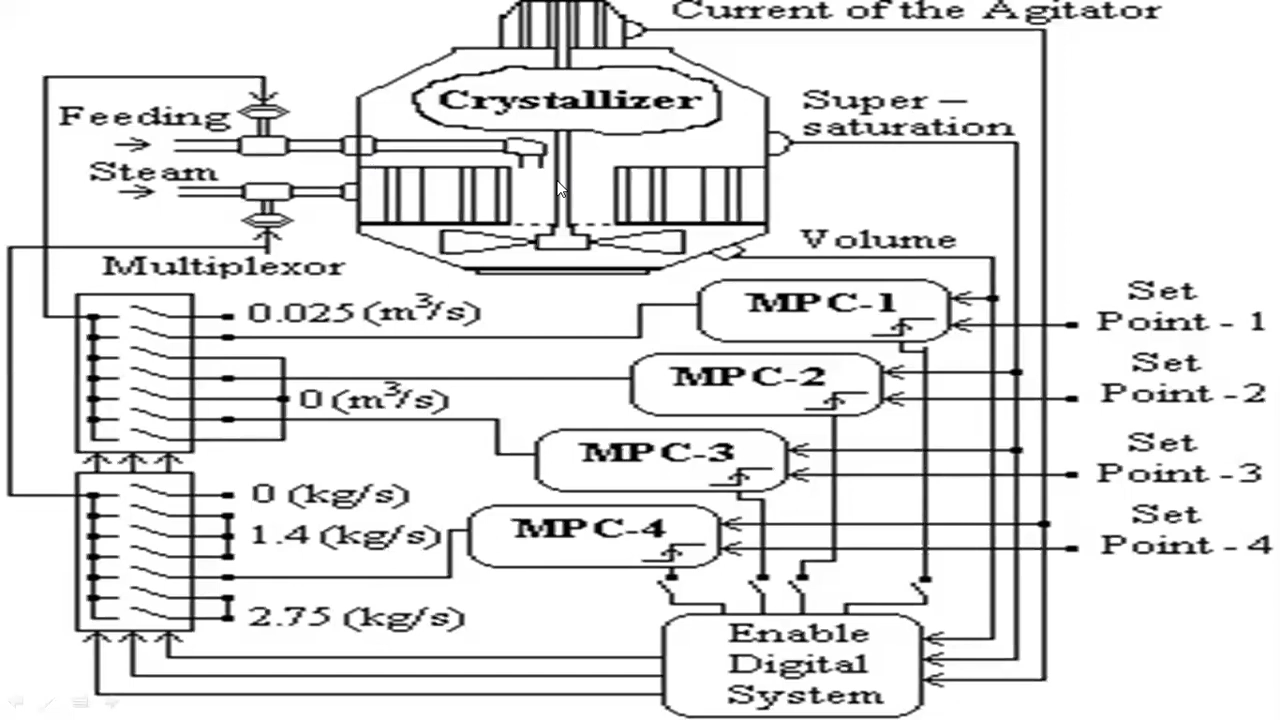 Current of the Agitator
Crystallizer
Super –
saturation
Feeding
Steam
Volume
Multiplexor
0.025 (m³/s)
MPC-1
Set
Point - 1
MPC-2
Set
Point -2
0 (m³/s)
MPC-3
Set
Point -3
0 (kg/s)
MPC-4
Set
Point - 4
1.4 (kg/s)
2.75 (kg/s)
Enable
Digital
System